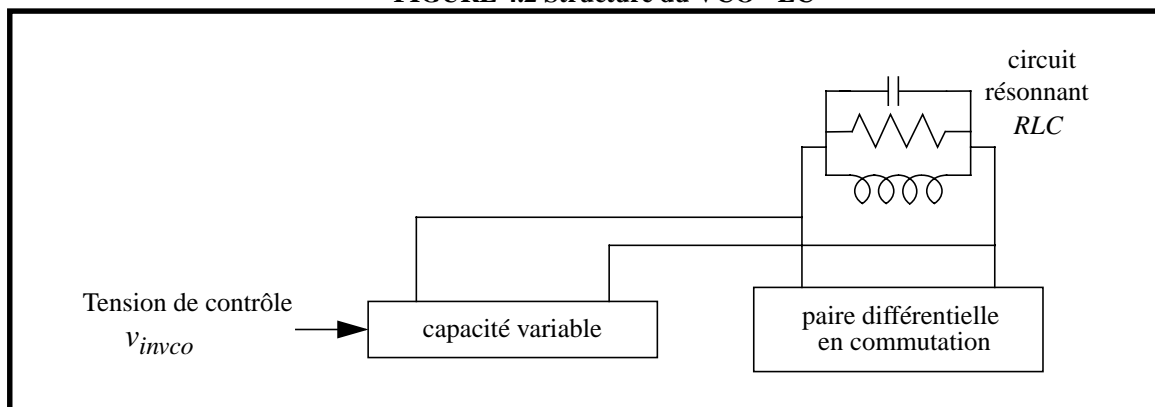 FIGURE 4.2 Structure du VCO "LC"
circuit
résonnant
RLC
Tension de contrôle
v_invco
capacité variable
paire différentielle
en commutation